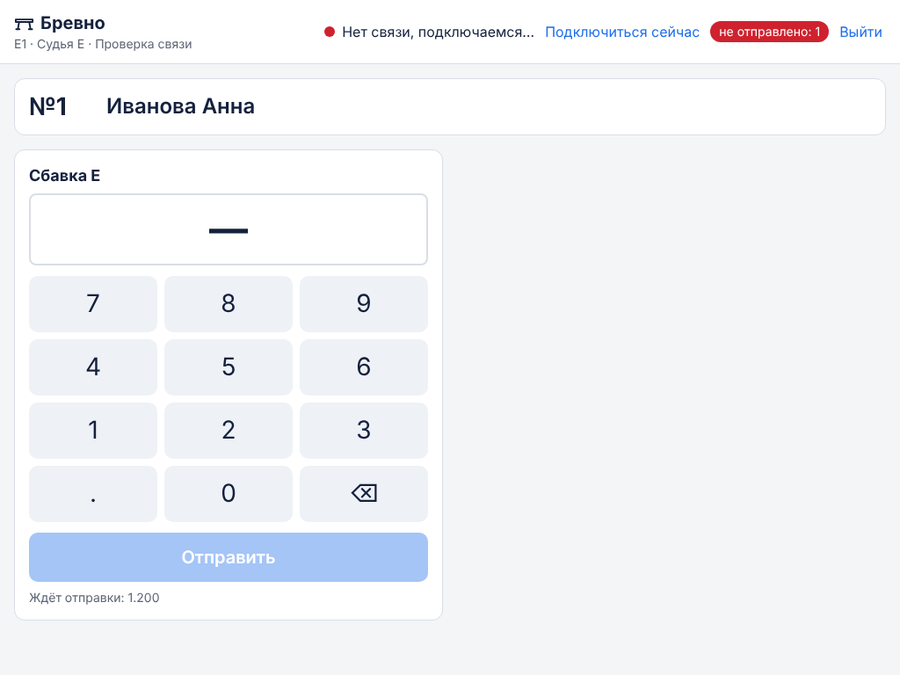 Бревно
E1 · Судья E · Проверка связи
Нет связи, подключаемся...
Подключиться сейчас
не отправлено: 1
Выйти
№1 Иванова Анна
Сбавка E
—
7 8 9
4 5 6
1 2 3
. 0
Отправить
Ждёт отправки: 1.200